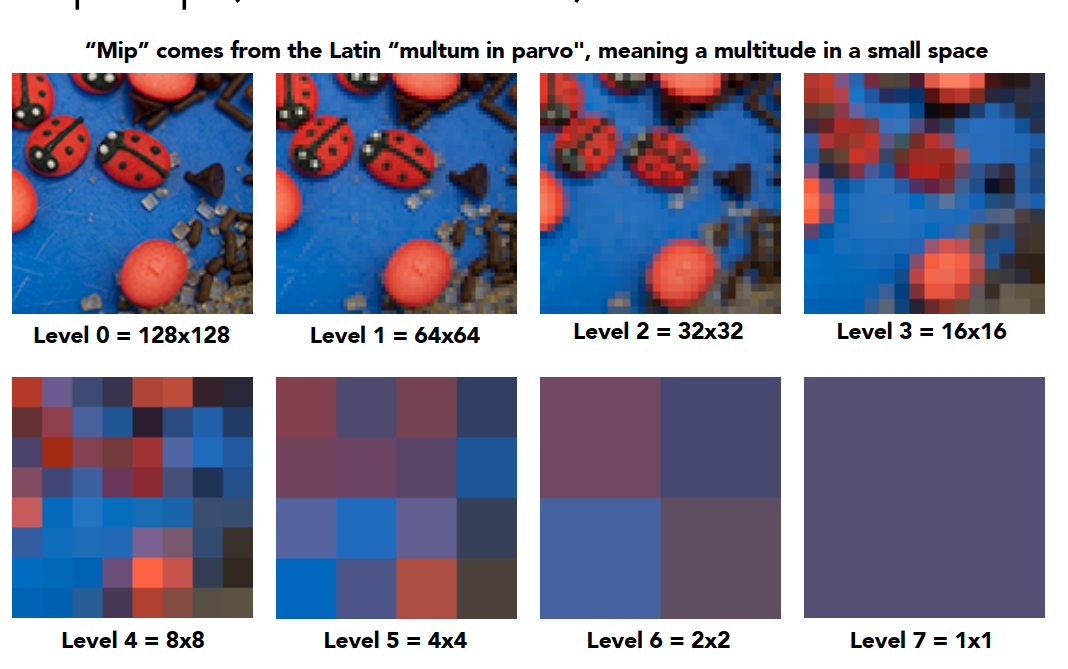 “Mip” comes from the Latin “multum in parvo", meaning a multitude in a small space
Level 0 = 128x128
Level 1 = 64x64
Level 2 = 32x32
Level 3 = 16x16
Level 4 = 8x8
Level 5 = 4x4
Level 6 = 2x2
Level 7 = 1x1